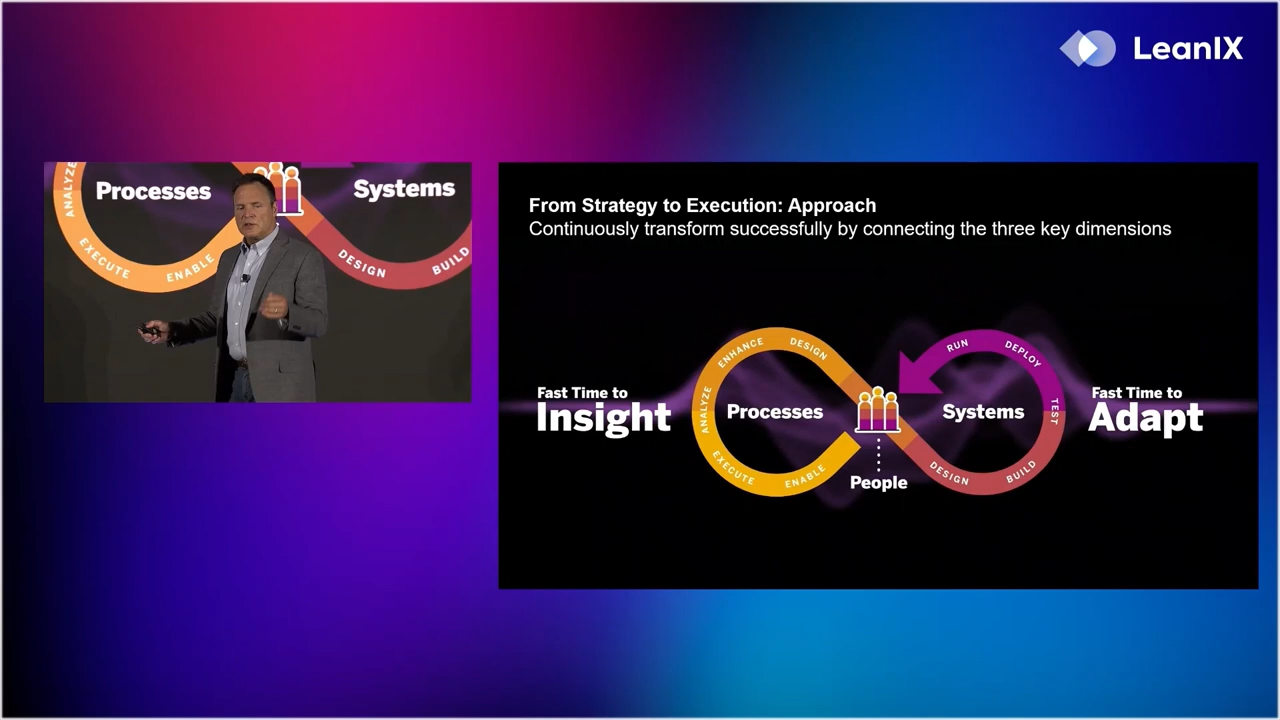 LeanIX
ANALYZE
Processes
Systems
EXECUTE
ENABLE
DESIGN
BUILD
From Strategy to Execution: Approach
Continuously transform successfully by connecting the three key dimensions
Fast Time to
Insight
ANALYZE
ENHANCE
DESIGN
Processes
EXECUTE
ENABLE
People
RUN
DEPLOY
TEST
Systems
DESIGN
BUILD
Fast Time to
Adapt